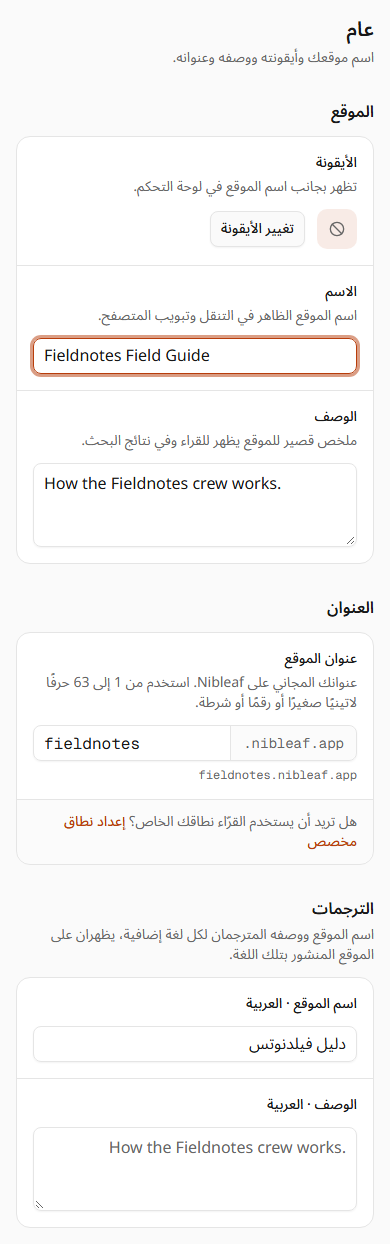 عام
اسم موقعك وأيقونته ووصفه وعنوانه.
الموقع
الأيقونة
تظهر بجانب اسم الموقع في لوحة التحكم.
تغيير الأيقونة
الاسم
اسم الموقع الظاهر في التنقل وتبويب المتصفح.
Fieldnotes Field Guide
الوصف
ملخص قصير للموقع يظهر للقراء وفي نتائج البحث.
How the Fieldnotes crew works.
العنوان
عنوان الموقع
عنوانك المجاني على Nibleaf. استخدم من 1 إلى 63 حرفًا
لاتينيًا صغيرًا أو رقمًا أو شرطة.
fieldnotes .nibleaf.app
fieldnotes.nibleaf.app
هل تريد أن يستخدم القرّاء نطاقك الخاص؟ إعداد نطاق
مخصص
الترجمات
اسم الموقع ووصفه المترجمان لكل لغة إضافية، يظهران على
الموقع المنشور بتلك اللغة.
اسم الموقع · العربية
دليل فيلدنوتس
الوصف · العربية
How the Fieldnotes crew works.